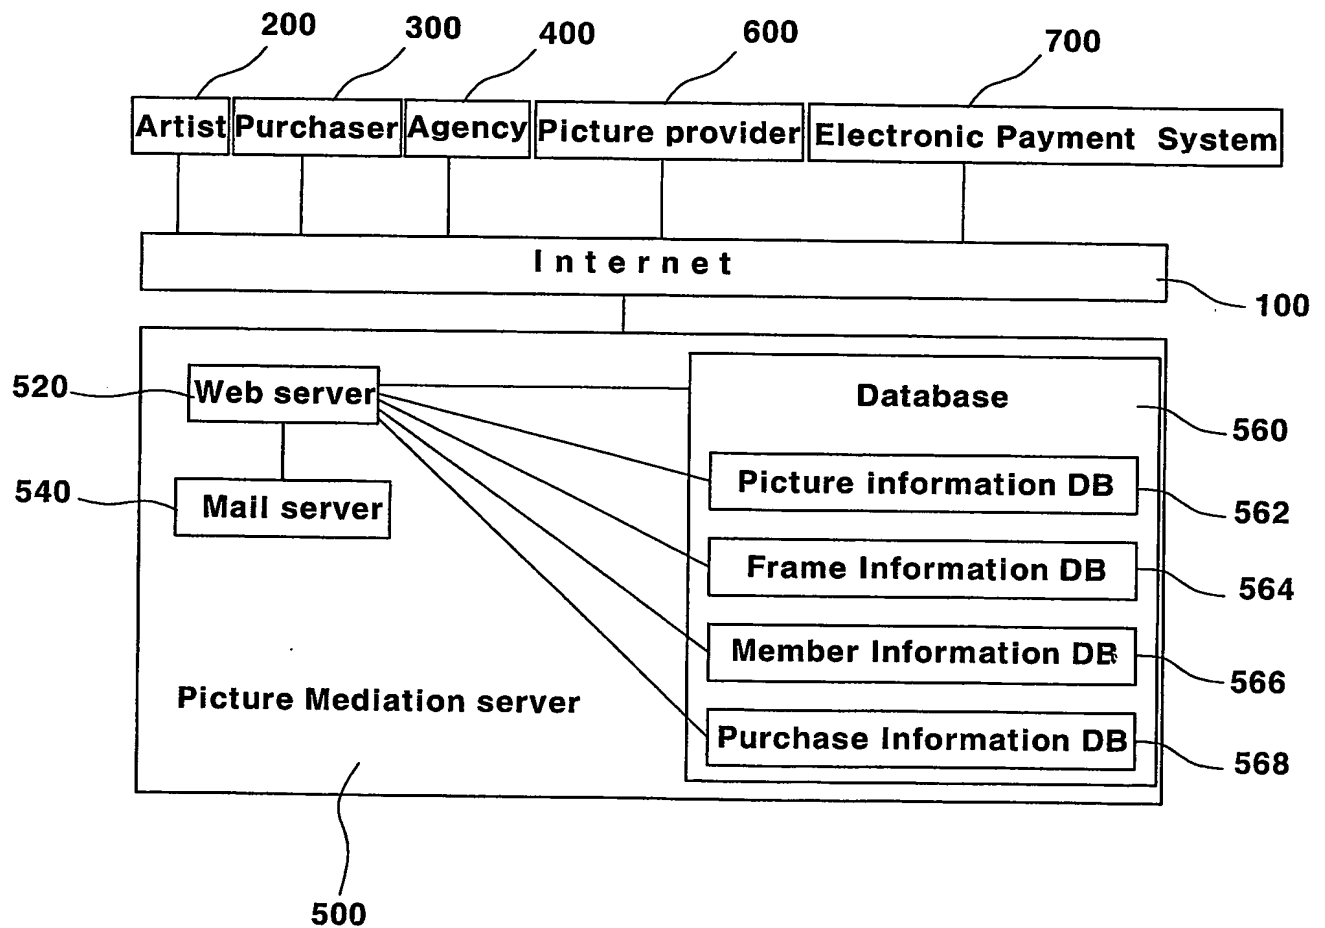 200
300
400
600
700
Artist
Purchaser
Agency
Picture provider
Electronic Payment System
Internet
100
520
Web server
Database
560
540
Mail server
Picture information DB
562
Frame Information DB
564
Member Information DB
566
Picture Mediation server
Purchase Information DB
568
500